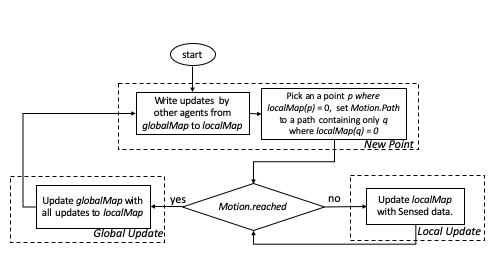 start
Write updates by
other agents from
globalMap to localMap
Pick an a point p where
localMap(p) = 0, set Motion.Path
to a path containing only q
where localMap(q) = 0
New Point
Update globalMap with
all updates to localMap
Global Update
yes
Motion.reached
no
Update localMap
with Sensed data.
Local Update